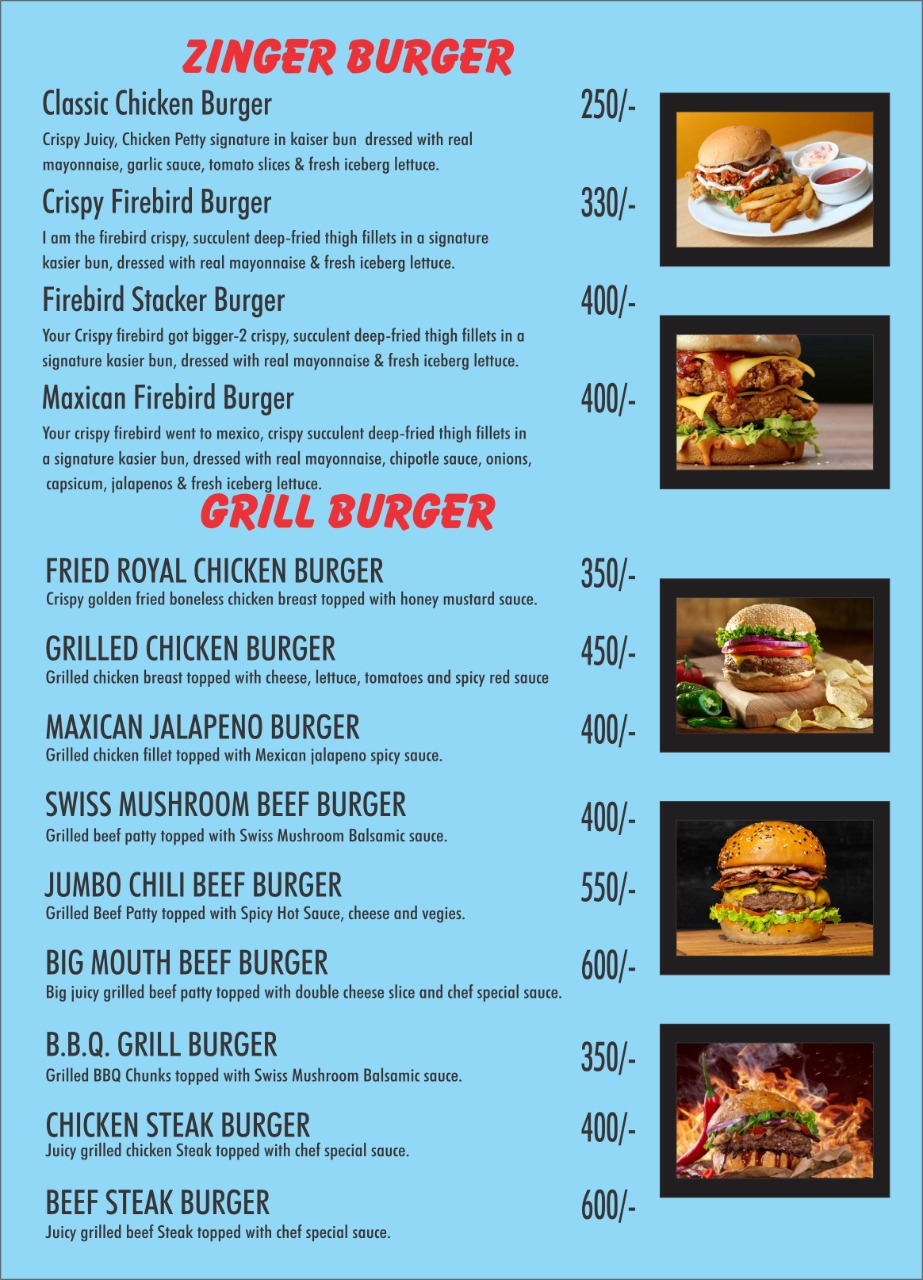 ZINGER BURGER
Classic Chicken Burger 250/-
Crispy Juicy, Chicken Petty signature in kaiser bun dressed with real
mayonnaise, garlic sauce, tomato slices & fresh iceberg lettuce.
Crispy Firebird Burger 330/-
I am the firebird crispy, succulent deep-fried thigh fillets in a signature
kasier bun, dressed with real mayonnaise & fresh iceberg lettuce.
Firebird Stacker Burger 400/-
Your Crispy firebird got bigger-2 crispy, succulent deep-fried thigh fillets in a
signature kasier bun, dressed with real mayonnaise & fresh iceberg lettuce.
Maxican Firebird Burger 400/-
Your crispy firebird went to mexico, crispy succulent deep-fried thigh fillets in
a signature kasier bun, dressed with real mayonnaise, chipotle sauce, onions,
capsicum, jalapenos & fresh iceberg lettuce.
GRILL BURGER
FRIED ROYAL CHICKEN BURGER 350/-
Crispy golden fried boneless chicken breast topped with honey mustard sauce.
GRILLED CHICKEN BURGER 450/-
Grilled chicken breast topped with cheese, lettuce, tomatoes and spicy red sauce
MAXICAN JALAPENO BURGER 400/-
Grilled chicken fillet topped with Mexican jalapeno spicy sauce.
SWISS MUSHROOM BEEF BURGER 400/-
Grilled beef patty topped with Swiss Mushroom Balsamic sauce.
JUMBO CHILI BEEF BURGER 550/-
Grilled Beef Patty topped with Spicy Hot Sauce, cheese and vegies.
BIG MOUTH BEEF BURGER 600/-
Big juicy grilled beef patty topped with double cheese slice and chef special sauce.
B.B.Q. GRILL BURGER 350/-
Grilled BBQ Chunks topped with Swiss Mushroom Balsamic sauce.
CHICKEN STEAK BURGER 400/-
Juicy grilled chicken Steak topped with chef special sauce.
BEEF STEAK BURGER 600/-
Juicy grilled beef Steak topped with chef special sauce.